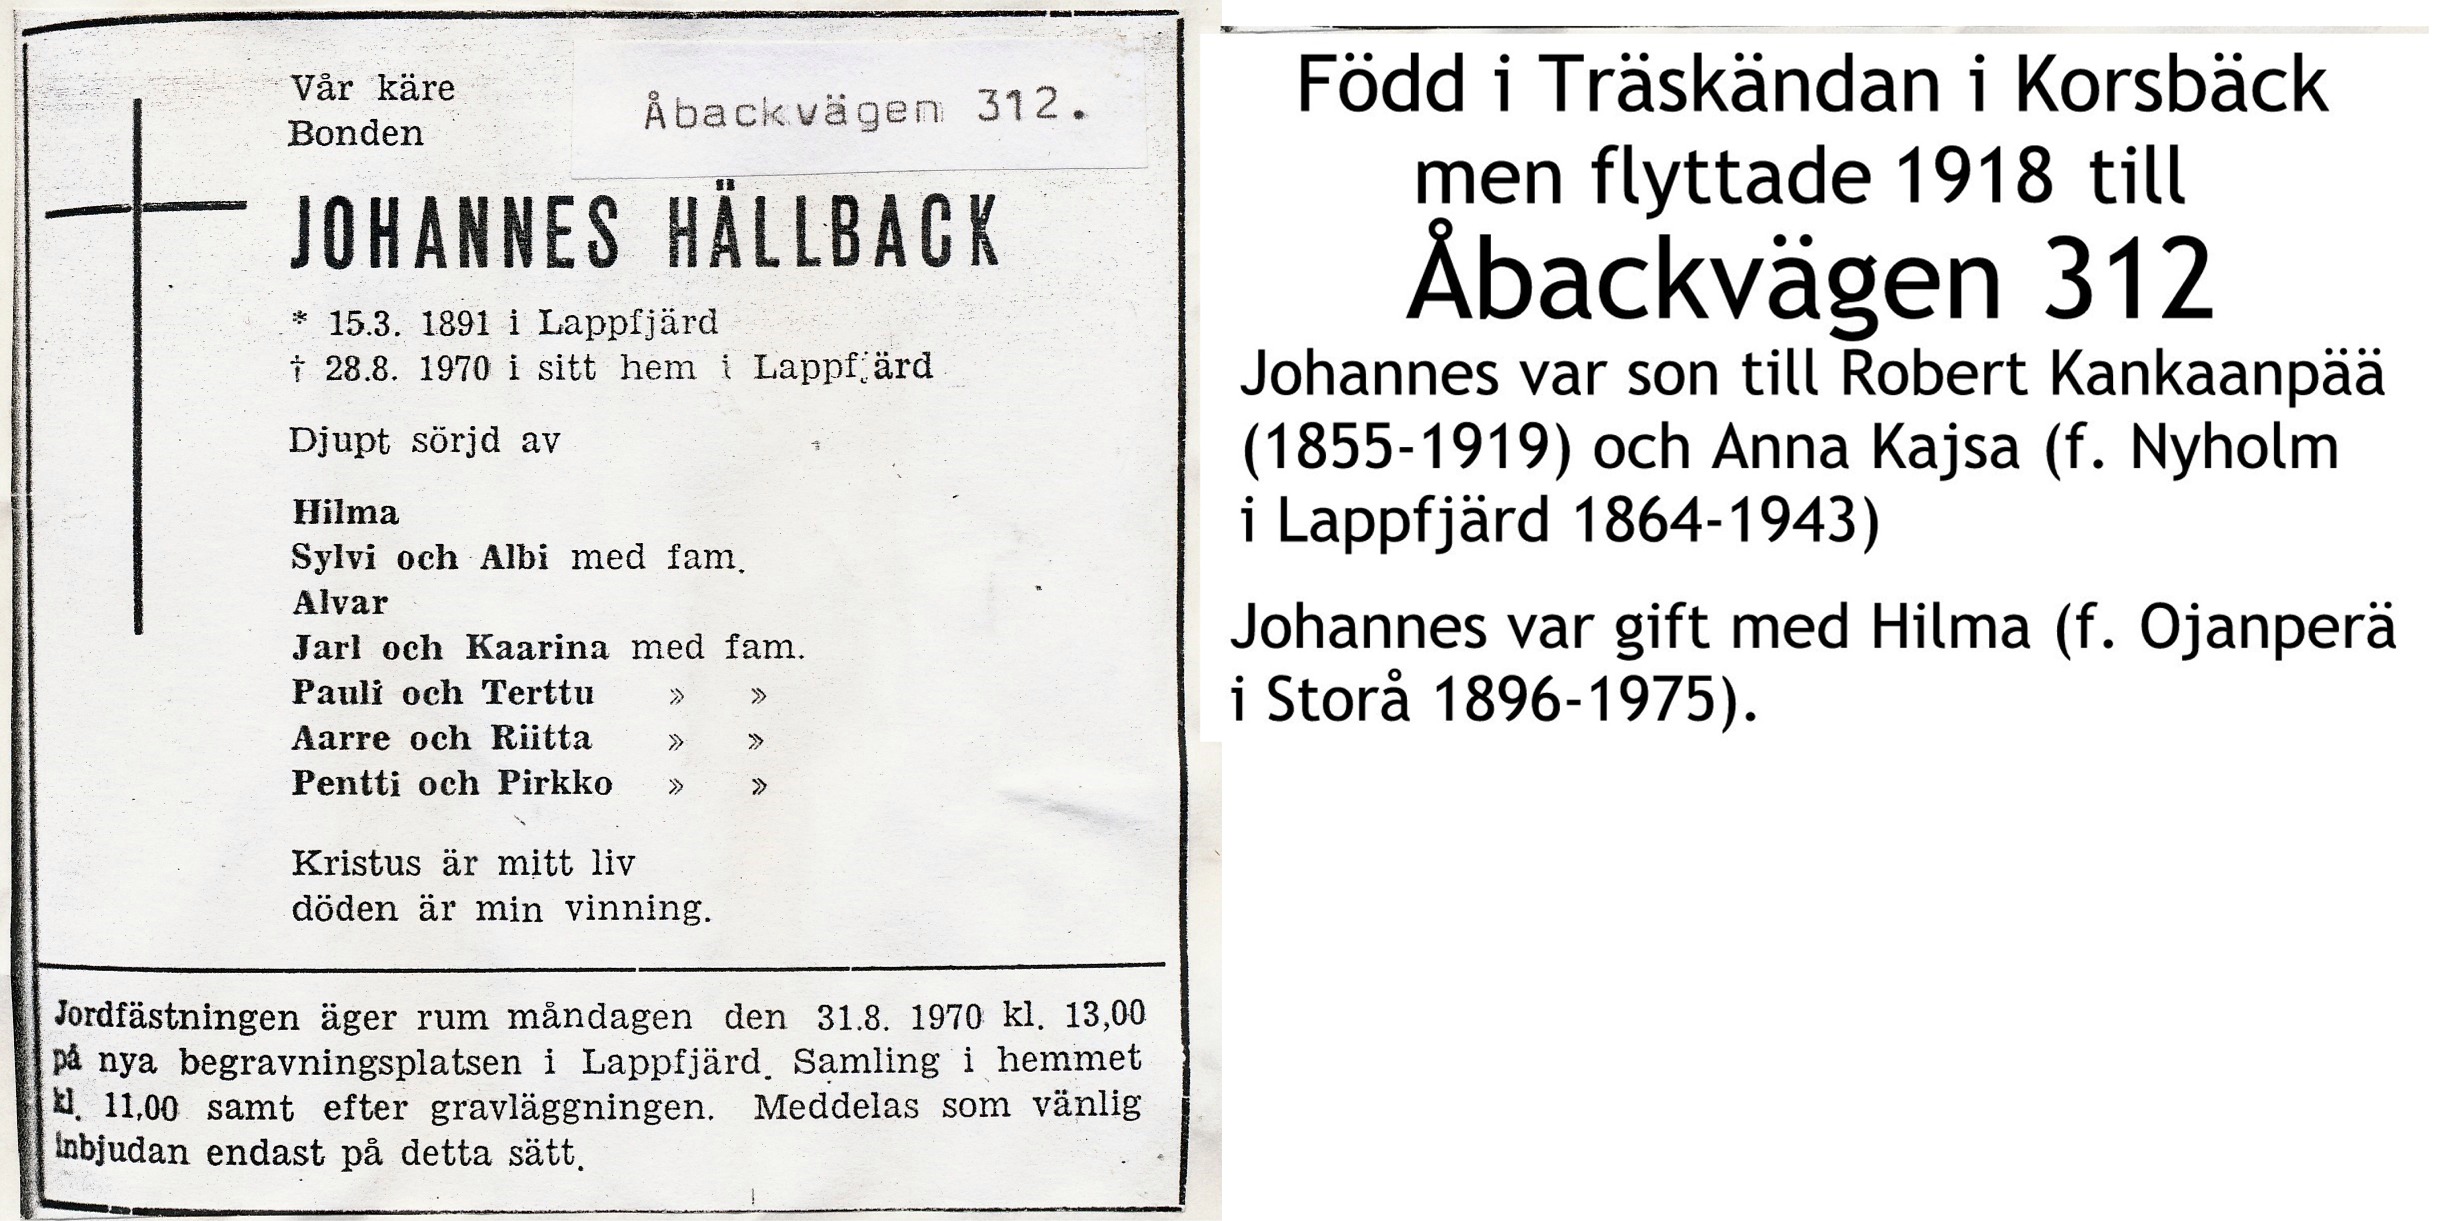 Vår käre
Bonden
Åbackvägen 312.
JOHANNES HÄLLBACK
* 15.3. 1891 i Lappfjärd
† 28.8. 1970 i sitt hem i Lappfjärd
Djupt sörjd av
Hilma
Sylvi och Albi med fam.
Alvar
Jarl och Kaarina med fam.
Pauli och Terttu » »
Aarre och Riitta » »
Pentti och Pirkko » »
Kristus är mitt liv
döden är min vinning.
Jordfästningen äger rum måndagen den 31.8. 1970 kl. 13,00
på nya begravningsplatsen i Lappfjärd. Samling i hemmet
kl. 11,00 samt efter gravläggningen. Meddelas som vänlig
inbjudan endast på detta sätt.
Född i Träskändan i Korsbäck
men flyttade 1918 till
Åbackvägen 312
Johannes var son till Robert Kankaanpää
(1855-1919) och Anna Kajsa (f. Nyholm
i Lappfjärd 1864-1943)
Johannes var gift med Hilma (f. Ojanperä
i Storå 1896-1975).